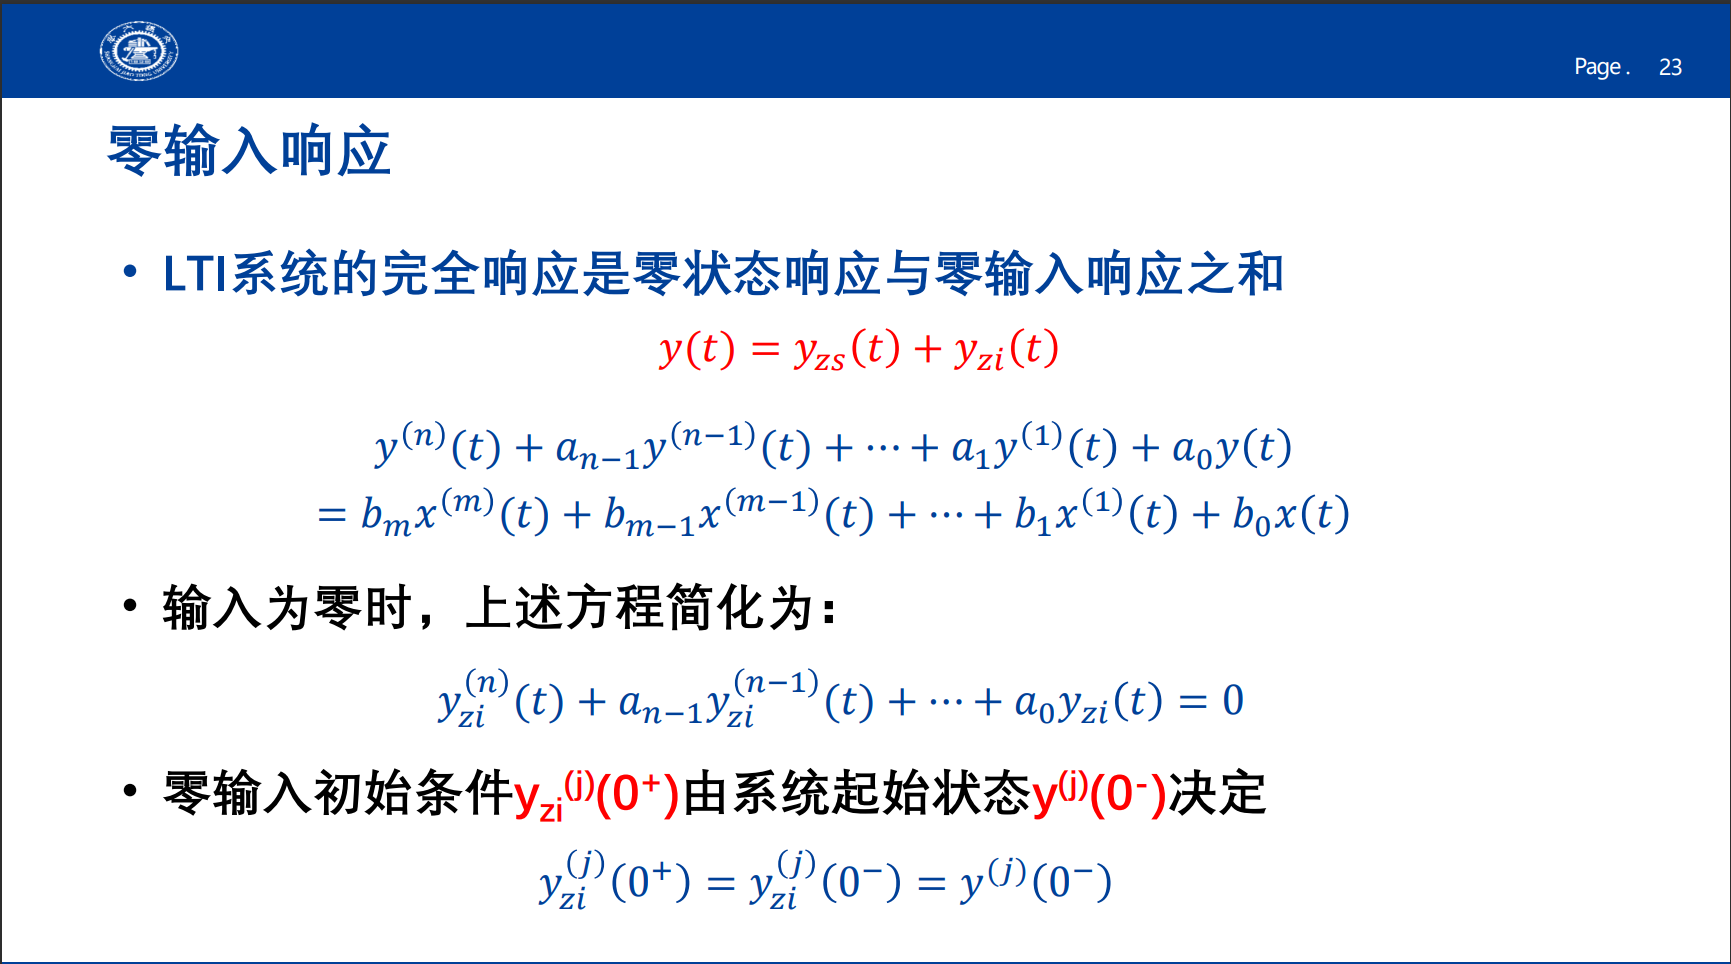 Page . 23
零输入响应
• LTI系统的完全响应是零状态响应与零输入响应之和
y(t) = y_{zs}(t) + y_{zi}(t)
y^{(n)}(t) + a_{n−1}y^{(n−1)}(t) + ⋯ + a_1y^{(1)}(t) + a_0y(t)
= b_mx^{(m)}(t) + b_{m−1}x^{(m−1)}(t) + ⋯ + b_1x^{(1)}(t) + b_0x(t)
• 输入为零时，上述方程简化为：
y_{zi}^{(n)}(t) + a_{n−1}y_{zi}^{(n−1)}(t) + ⋯ + a_0y_{zi}(t) = 0
• 零输入初始条件y_{zi}^{(j)}(0^+)由系统起始状态y^{(j)}(0^-)决定
y_{zi}^{(j)}(0^+) = y_{zi}^{(j)}(0^−) = y^{(j)}(0^−)